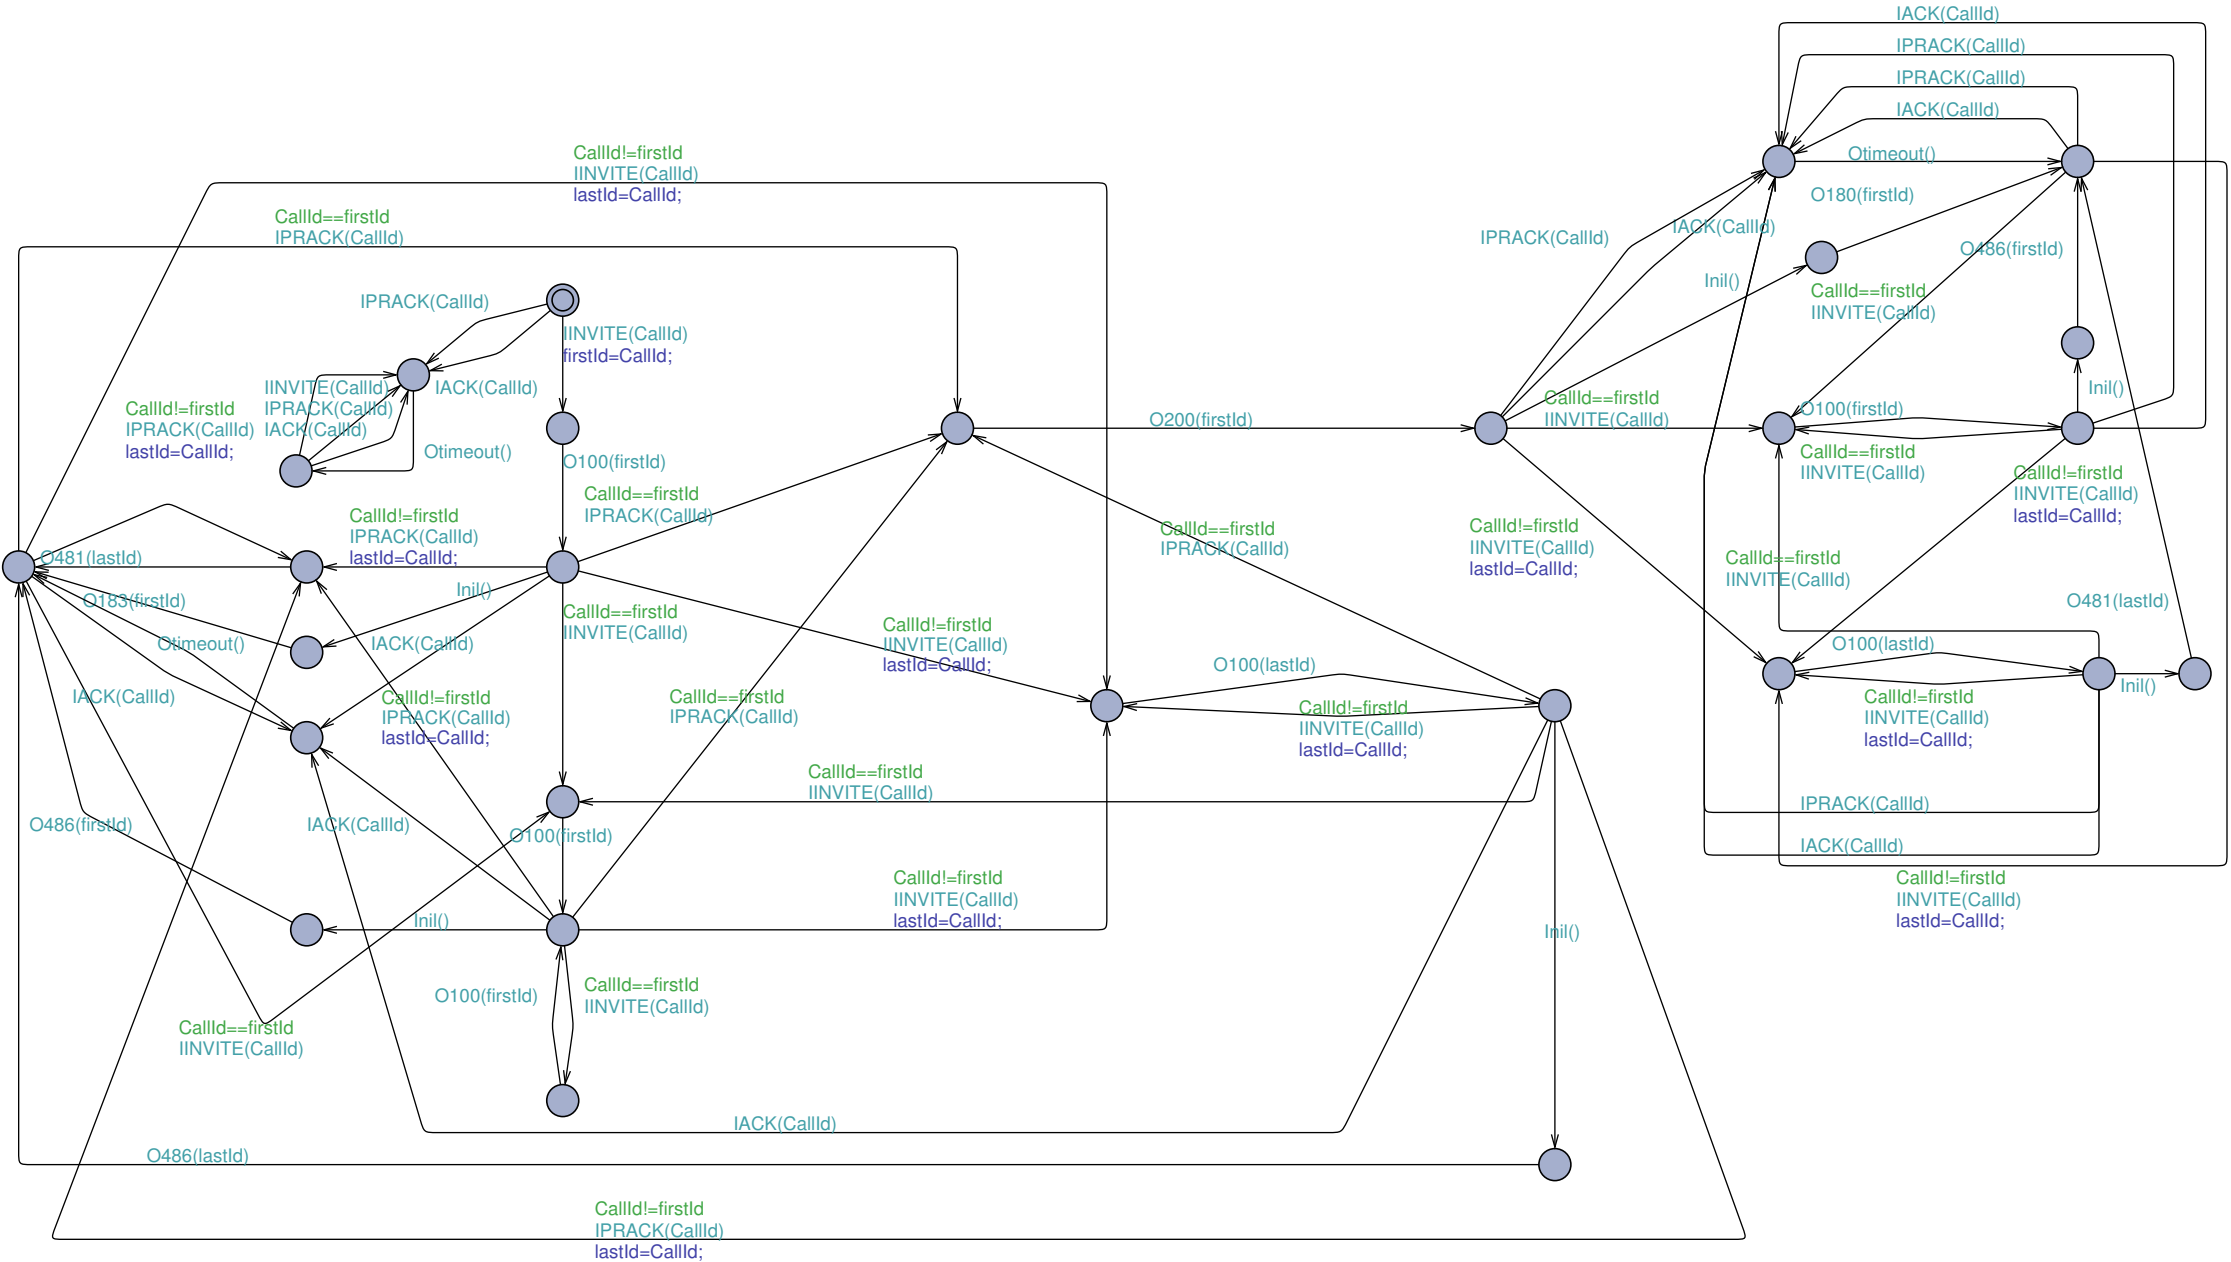 IACK(CallId)
IPRACK(CallId)
IPRACK(CallId)
IACK(CallId)
CallId!=firstId
IINVITE(CallId)
lastId=CallId;
Otimeout()
O180(firstId)
CallId==firstId
IPRACK(CallId)
IPRACK(CallId)
IACK(CallId)
O486(firstId)
Inil()
CallId==firstId
IINVITE(CallId)
IPRACK(CallId)
IINVITE(CallId)
firstId=CallId;
IINVITE(CallId)
IPRACK(CallId)
IACK(CallId)
IACK(CallId)
CallId!=firstId
IPRACK(CallId)
lastId=CallId;
Otimeout()
O100(firstId)
O200(firstId)
CallId==firstId
IINVITE(CallId)
O100(firstId)
Inil()
CallId==firstId
IINVITE(CallId)
CallId!=firstId
IINVITE(CallId)
lastId=CallId;
CallId==firstId
IPRACK(CallId)
CallId!=firstId
IPRACK(CallId)
lastId=CallId;
CallId==firstId
IPRACK(CallId)
CallId!=firstId
IINVITE(CallId)
lastId=CallId;
CallId==firstId
IINVITE(CallId)
O481(lastId)
Inil()
O183(firstId)
O481(lastId)
CallId==firstId
IINVITE(CallId)
CallId!=firstId
IINVITE(CallId)
lastId=CallId;
Otimeout()
IACK(CallId)
O100(lastId)
O100(lastId)
Inil()
IACK(CallId)
CallId!=firstId
IPRACK(CallId)
lastId=CallId;
CallId==firstId
IPRACK(CallId)
CallId!=firstId
IINVITE(CallId)
lastId=CallId;
CallId!=firstId
IINVITE(CallId)
lastId=CallId;
CallId==firstId
IINVITE(CallId)
IPRACK(CallId)
O486(firstId)
IACK(CallId)
O100(firstId)
IACK(CallId)
CallId!=firstId
IINVITE(CallId)
lastId=CallId;
CallId!=firstId
IINVITE(CallId)
lastId=CallId;
Inil()
Inil()
O100(firstId)
CallId==firstId
IINVITE(CallId)
CallId==firstId
IINVITE(CallId)
IACK(CallId)
O486(lastId)
CallId!=firstId
IPRACK(CallId)
lastId=CallId;